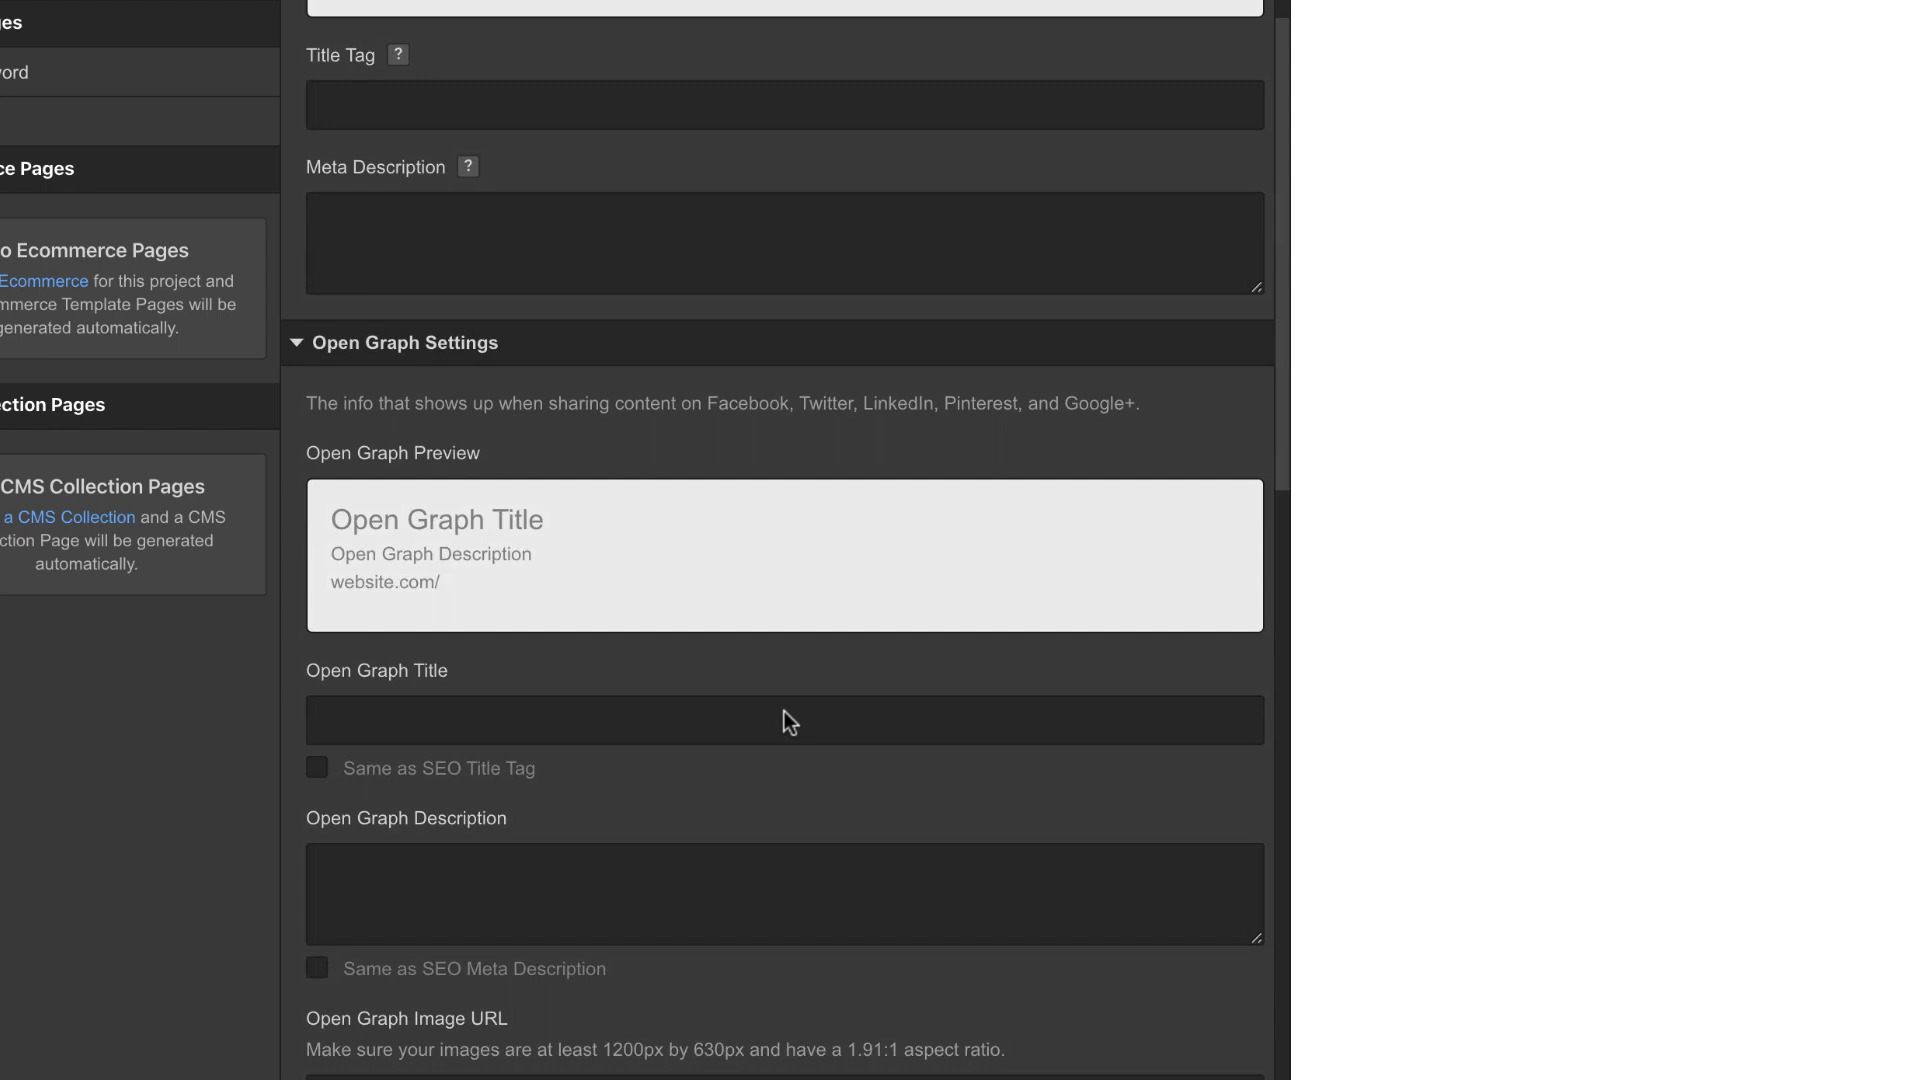 ges
word
ce Pages
o Ecommerce Pages
Ecommerce for this project and
mmerce Template Pages will be
generated automatically.
ction Pages
CMS Collection Pages
a CMS Collection and a CMS
ction Page will be generated
automatically.
Title Tag ?
Meta Description ?
Open Graph Settings
The info that shows up when sharing content on Facebook, Twitter, LinkedIn, Pinterest, and Google+.
Open Graph Preview
Open Graph Title
Open Graph Description
website.com/
Open Graph Title
Same as SEO Title Tag
Open Graph Description
Same as SEO Meta Description
Open Graph Image URL
Make sure your images are at least 1200px by 630px and have a 1.91:1 aspect ratio.